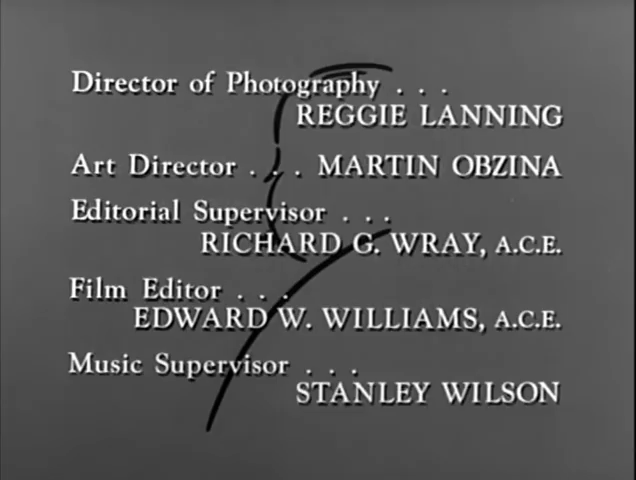 Director of Photography . . .
REGGIE LANNING
Art Director . . . MARTIN OBZINA
Editorial Supervisor . . .
RICHARD G. WRAY, A.C.E.
Film Editor . . .
EDWARD W. WILLIAMS, A.C.E.
Music Supervisor . . .
STANLEY WILSON